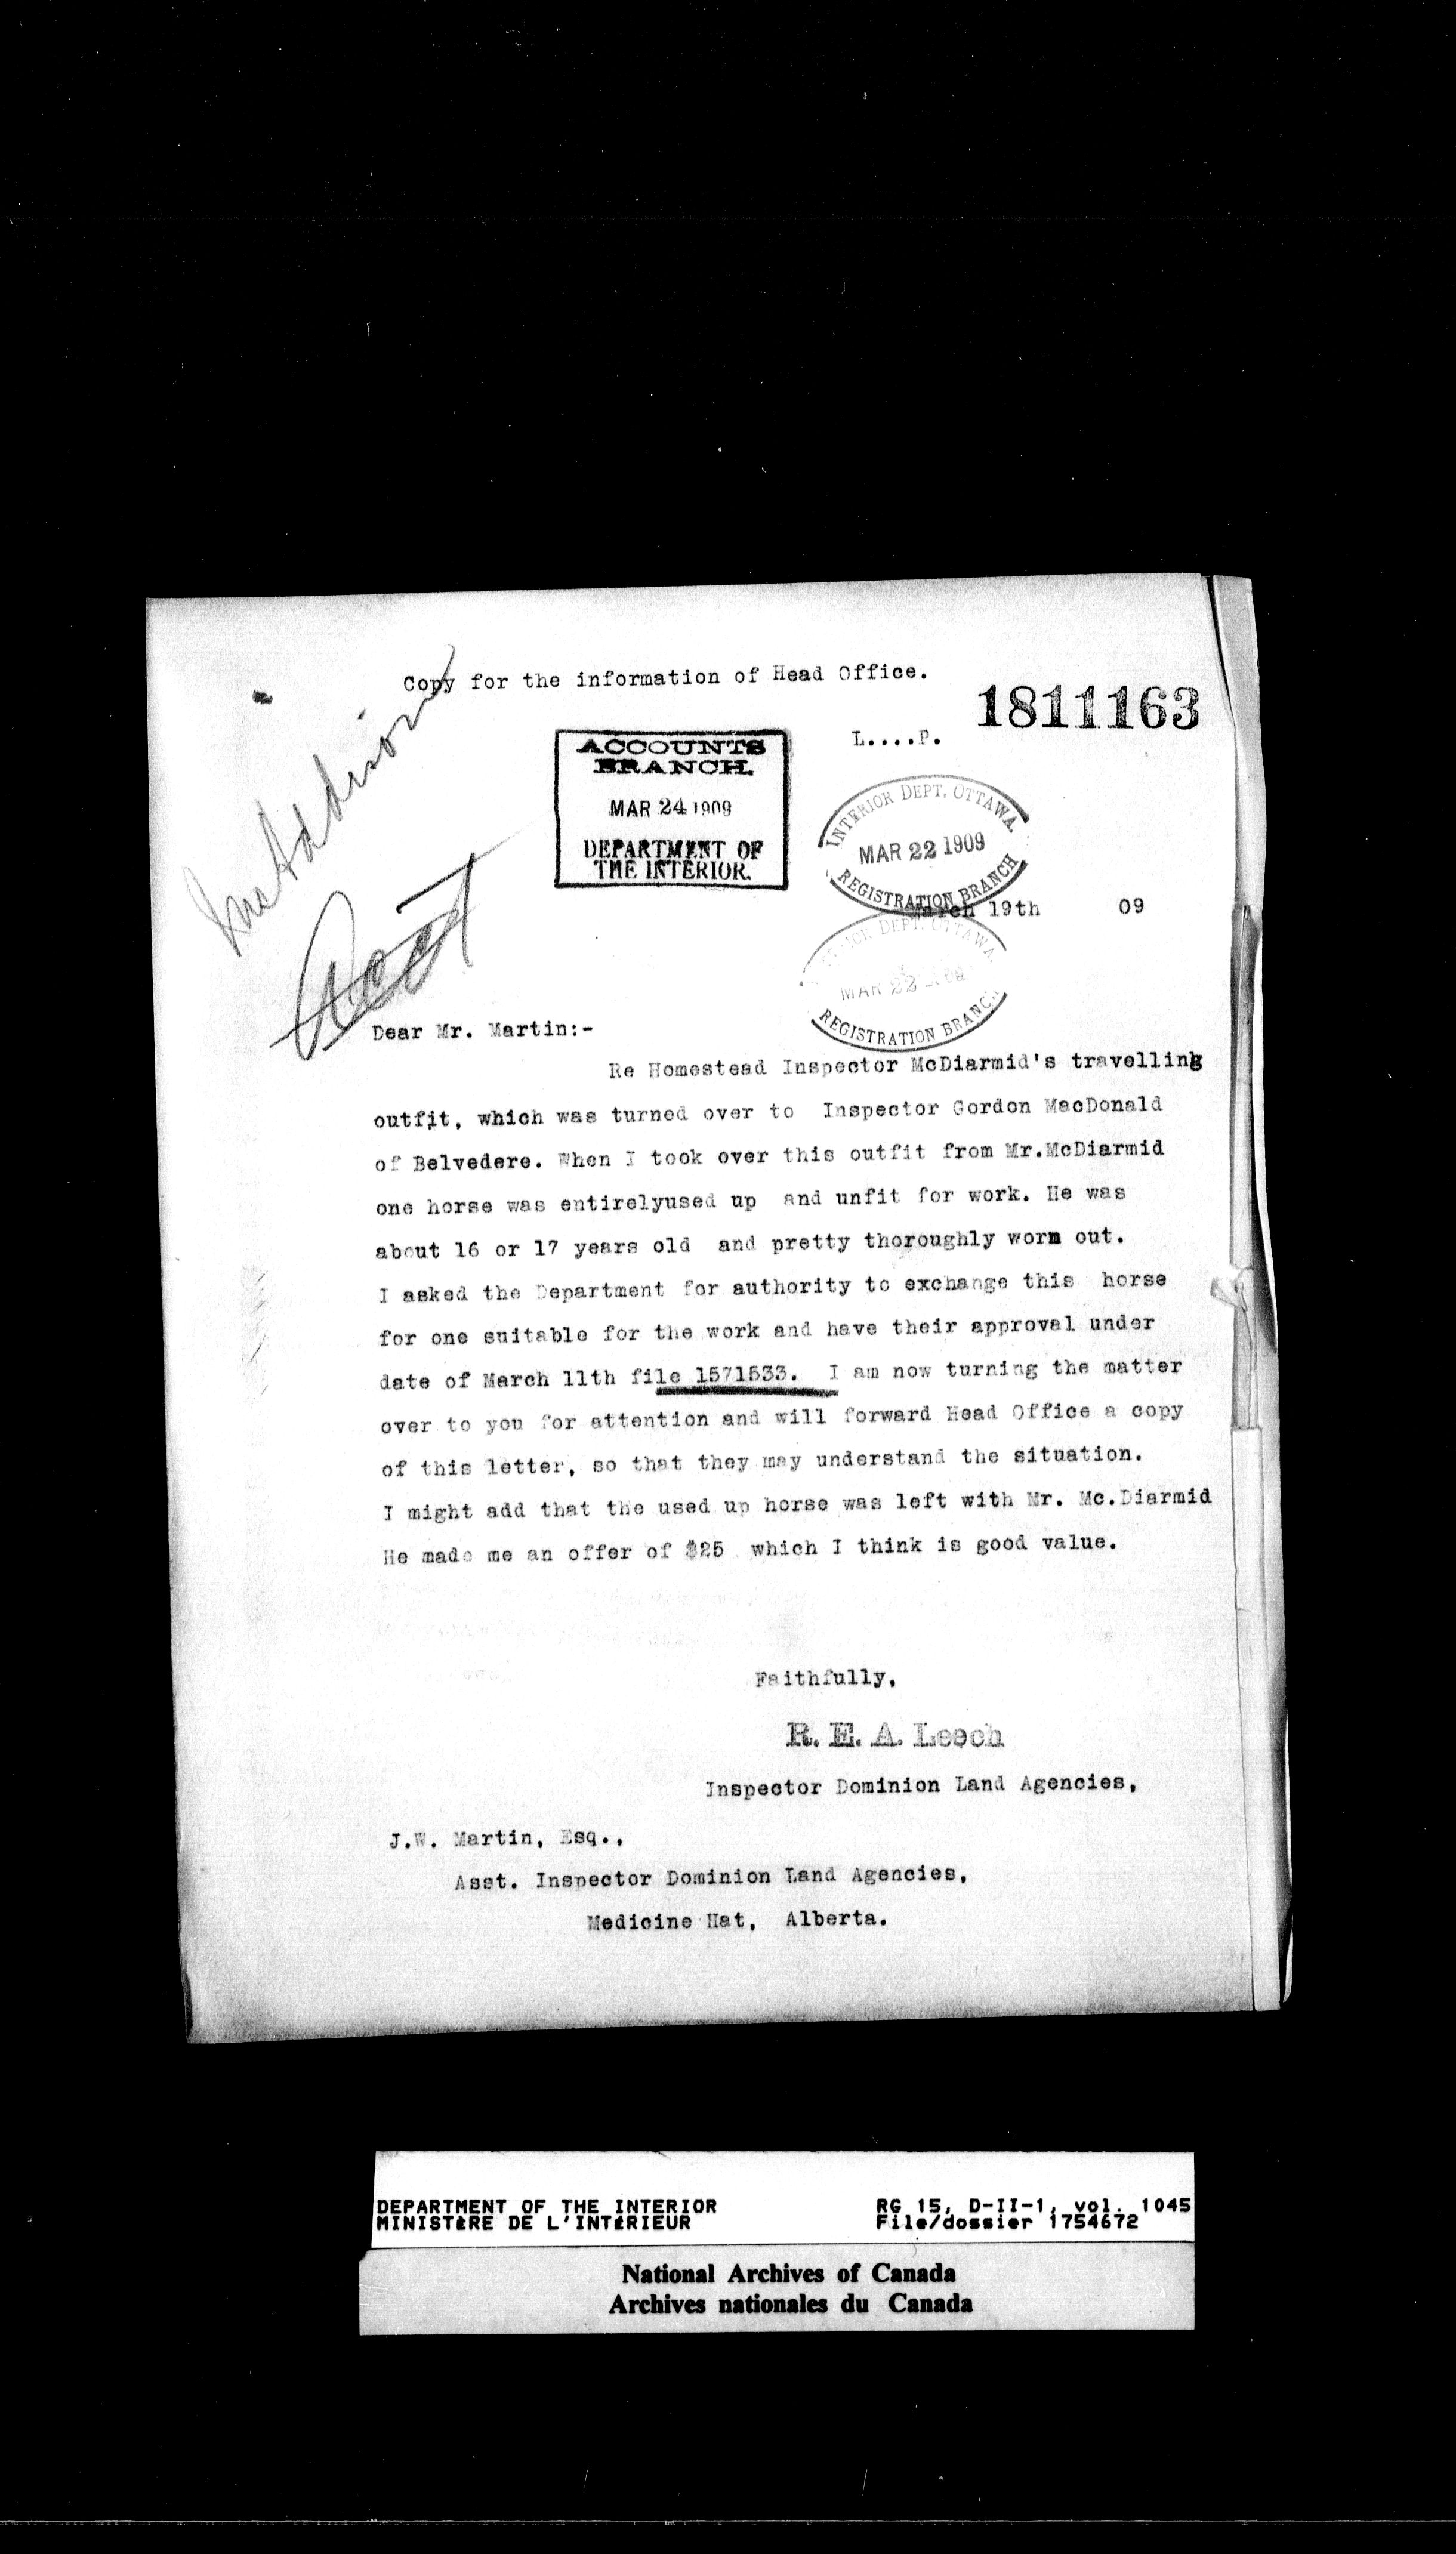 Copy for the information of Head Office.
1811163
L....P.
ACCOUNTS
BRANCH.
MAR 24 1909
DEPARTMENT OF
THE INTERIOR.
INTERIOR DEPT. OTTAWA.
MAR 22 1909
REGISTRATION BRANCH
March 19th 09
DEPT. OTTAWA.
MAR 22
REGISTRATION BRANCH
Acct
Dear Mr. Martin:-
Re Homestead Inspector McDiarmid's travelling
outfit, which was turned over to Inspector Gordon MacDonald
of Belvedere. When I took over this outfit from Mr.McDiarmid
one horse was entirelyused up and unfit for work. He was
about 16 or 17 years old and pretty thoroughly worn out.
I asked the Department for authority to exchange this horse
for one suitable for the work and have their approval under
date of March 11th file 1571533. I am now turning the matter
over to you for attention and will forward Head Office a copy
of this letter, so that they may understand the situation.
I might add that the used up horse was left with Mr. Mc.Diarmid
He made me an offer of $25 which I think is good value.
Faithfully,
R. E. A. Leech
Inspector Dominion Land Agencies,
J.W. Martin, Esq.,
Asst. Inspector Dominion Land Agencies,
Medicine Hat, Alberta.
DEPARTMENT OF THE INTERIOR
MINISTÈRE DE L'INTÉRIEUR
RG 15, D-II-1, vol. 1045
File/dossier 1754672
National Archives of Canada
Archives nationales du Canada